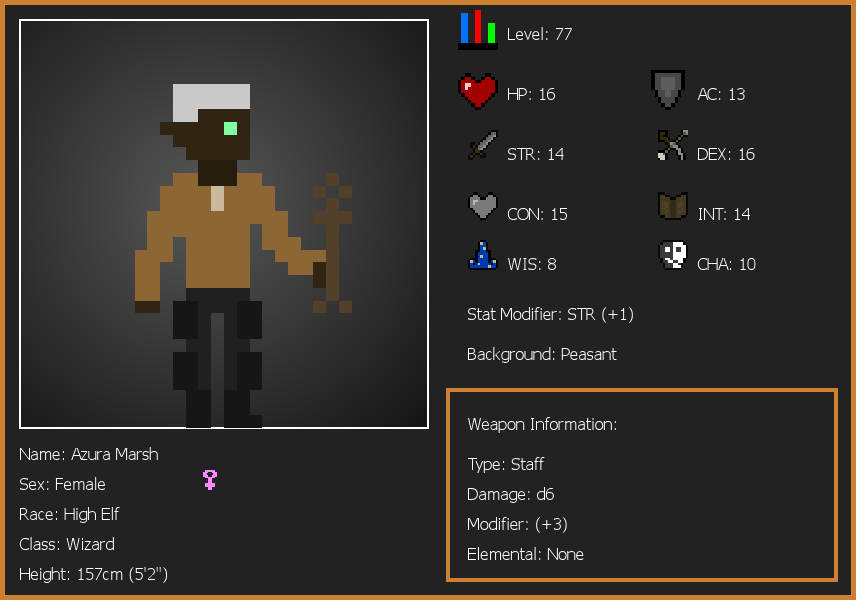 Level: 77
HP: 16
AC: 13
STR: 14
DEX: 16
CON: 15
INT: 14
WIS: 8
CHA: 10
Stat Modifier: STR (+1)
Background: Peasant
Weapon Information:
Type: Staff
Damage: d6
Modifier: (+3)
Elemental: None
Name: Azura Marsh
Sex: Female
Race: High Elf
Class: Wizard
Height: 157cm (5'2")